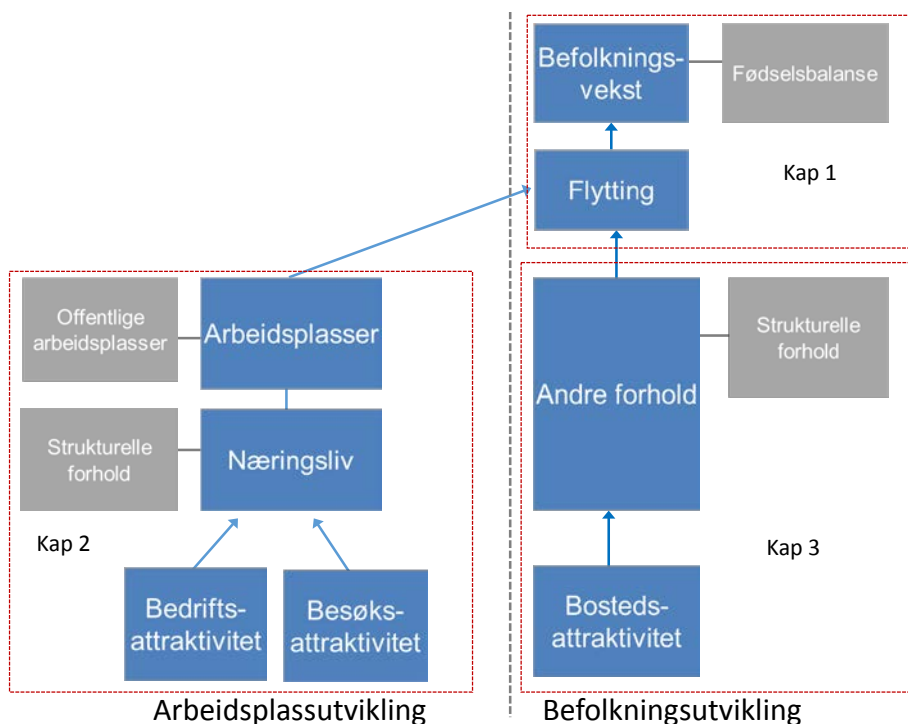 Befolknings-
vekst
Fødselsbalanse
Kap 1
Flytting
Offentlige
arbeidsplasser
Arbeidsplasser
Strukturelle
forhold
Næringsliv
Kap 2
Bedrifts-
attraktivitet
Besøks-
attraktivitet
Andre forhold
Strukturelle
forhold
Kap 3
Bosteds-
attraktivitet
Arbeidsplassutvikling
Befolkningsutvikling